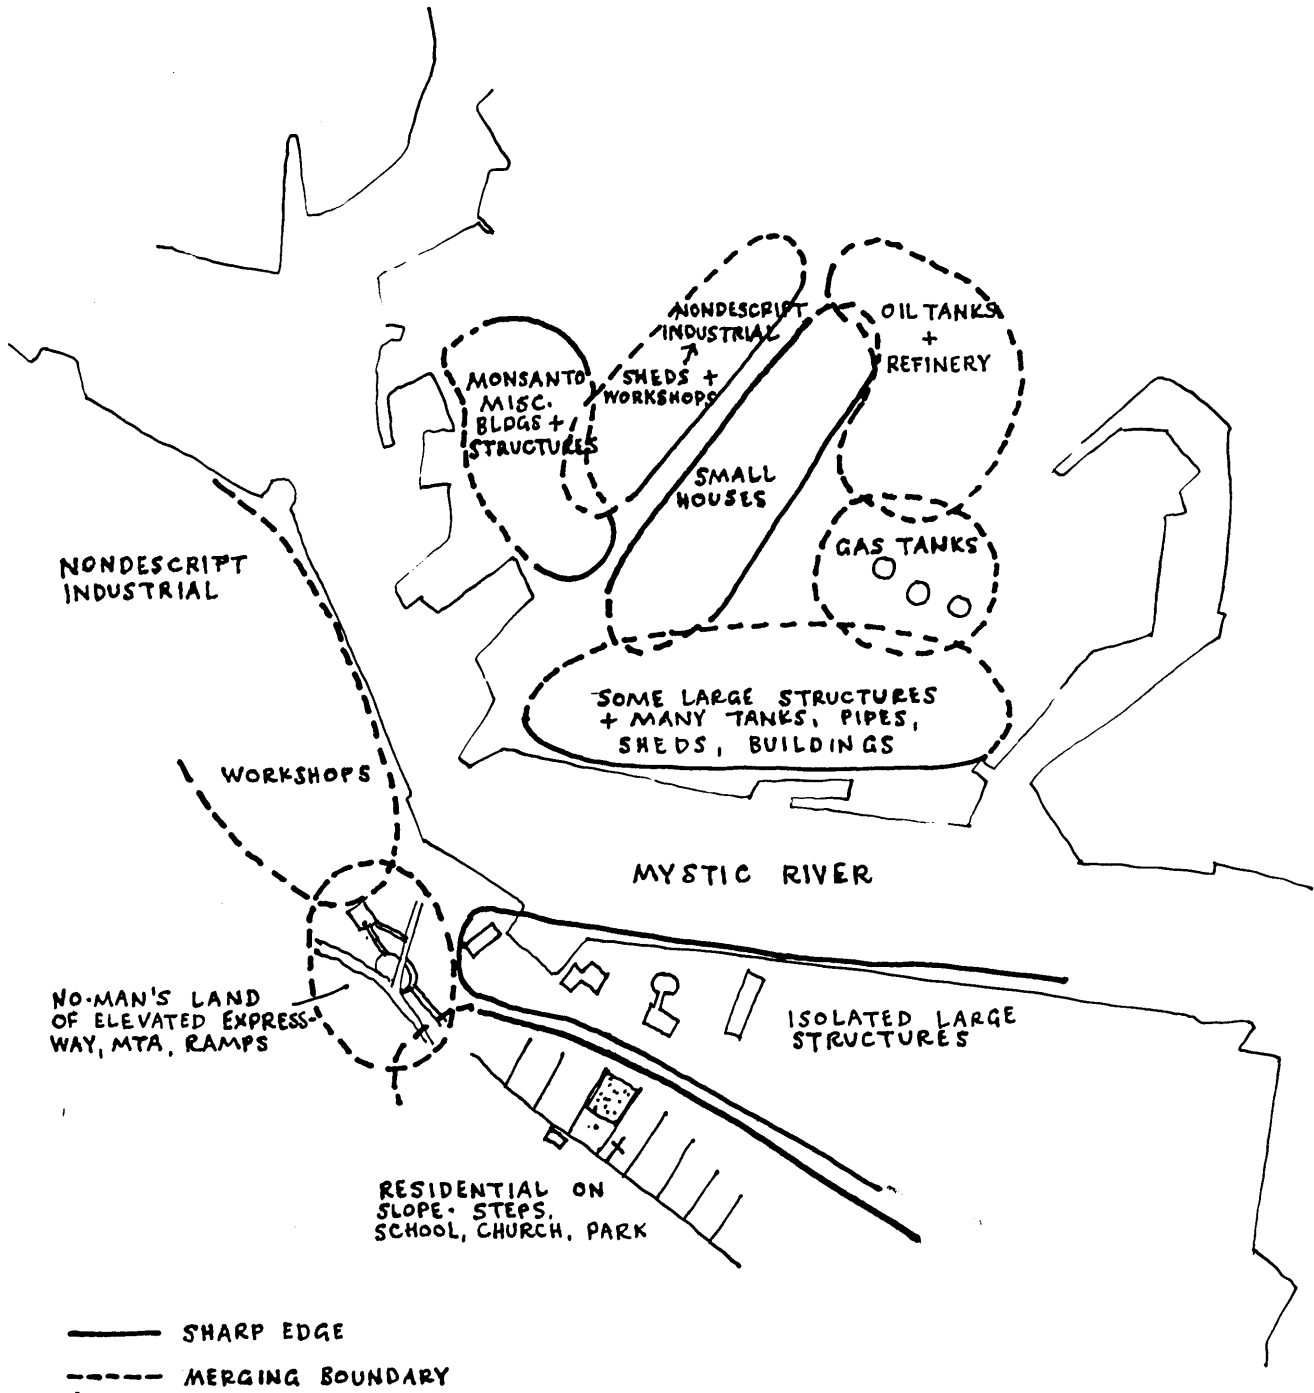 NONDESCRIPT
INDUSTRIAL
SHEDS +
WORKSHOPS
OIL TANKS
+
REFINERY
MONSANTO
MISC.
BLDGS +
STRUCTURES
SMALL
HOUSES
GAS TANKS
NONDESCRIPT
INDUSTRIAL
SOME LARGE STRUCTURES
+ MANY TANKS, PIPES,
SHEDS, BUILDINGS
WORKSHOPS
MYSTIC RIVER
NO-MAN'S LAND
OF ELEVATED EXPRESS-
WAY, MTA, RAMPS
ISOLATED LARGE
STRUCTURES
RESIDENTIAL ON
SLOPE. STEPS.
SCHOOL, CHURCH, PARK
SHARP EDGE
MERGING BOUNDARY